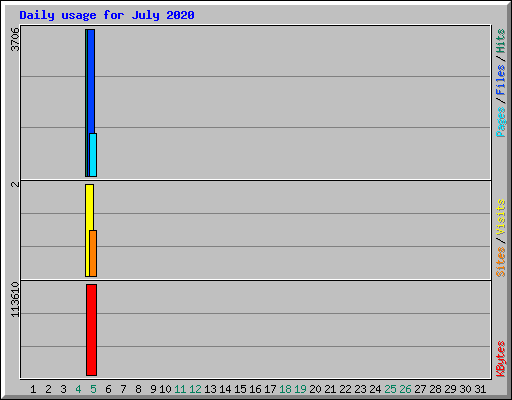 Daily usage for July 2020
3706
2
113610
Pages / Files / Hits
Sites / Visits
KBytes
1 2 3 4 5 6 7 8 9 10 11 12 13 14 15 16 17 18 19 20 21 22 23 24 25 26 27 28 29 30 31